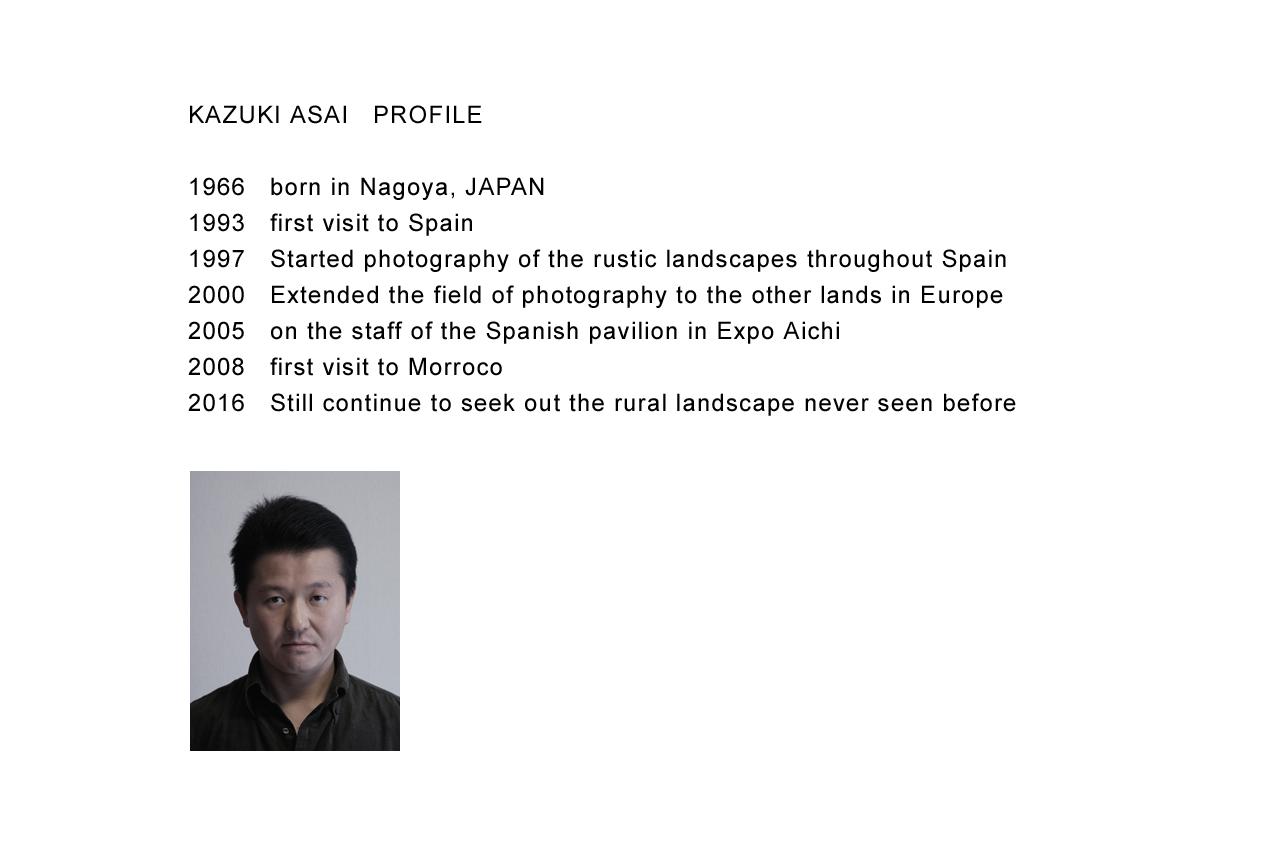 KAZUKI ASAI PROFILE
1966 born in Nagoya, JAPAN
1993 first visit to Spain
1997 Started photography of the rustic landscapes throughout Spain
2000 Extended the field of photography to the other lands in Europe
2005 on the staff of the Spanish pavilion in Expo Aichi
2008 first visit to Morroco
2016 Still continue to seek out the rural landscape never seen before